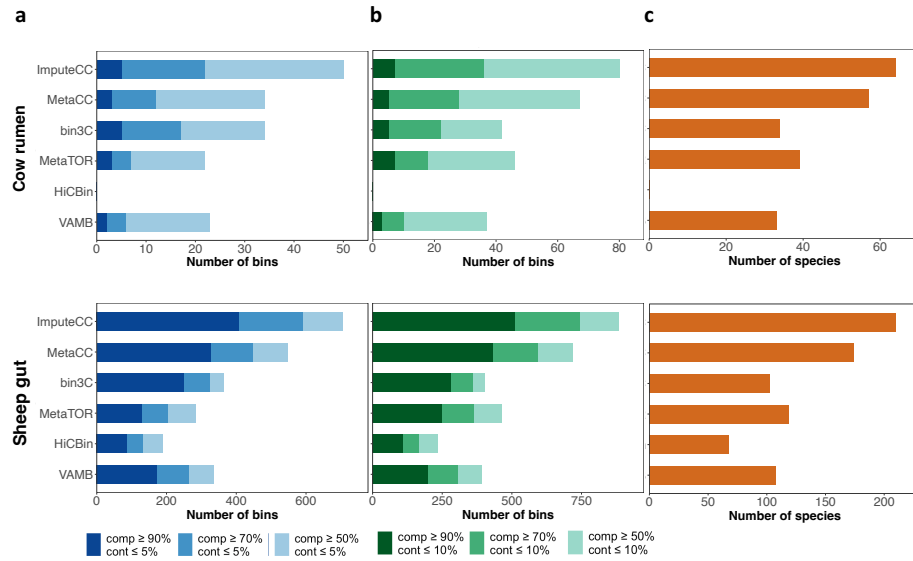 a
b
c
Cow rumen
ImputeCC
MetaCC
bin3C
MetaTOR
HiCBin
VAMB
0 10 20 30 40 50
Number of bins
0 20 40 60 80
Number of bins
0 20 40 60
Number of species
Sheep gut
ImputeCC
MetaCC
bin3C
MetaTOR
HiCBin
VAMB
0 200 400 600
Number of bins
0 250 500 750
Number of bins
0 50 100 150 200
Number of species
comp ≥ 90%
cont ≤ 5%
comp ≥ 70%
cont ≤ 5%
comp ≥ 50%
cont ≤ 5%
comp ≥ 90%
cont ≤ 10%
comp ≥ 70%
cont ≤ 10%
comp ≥ 50%
cont ≤ 10%